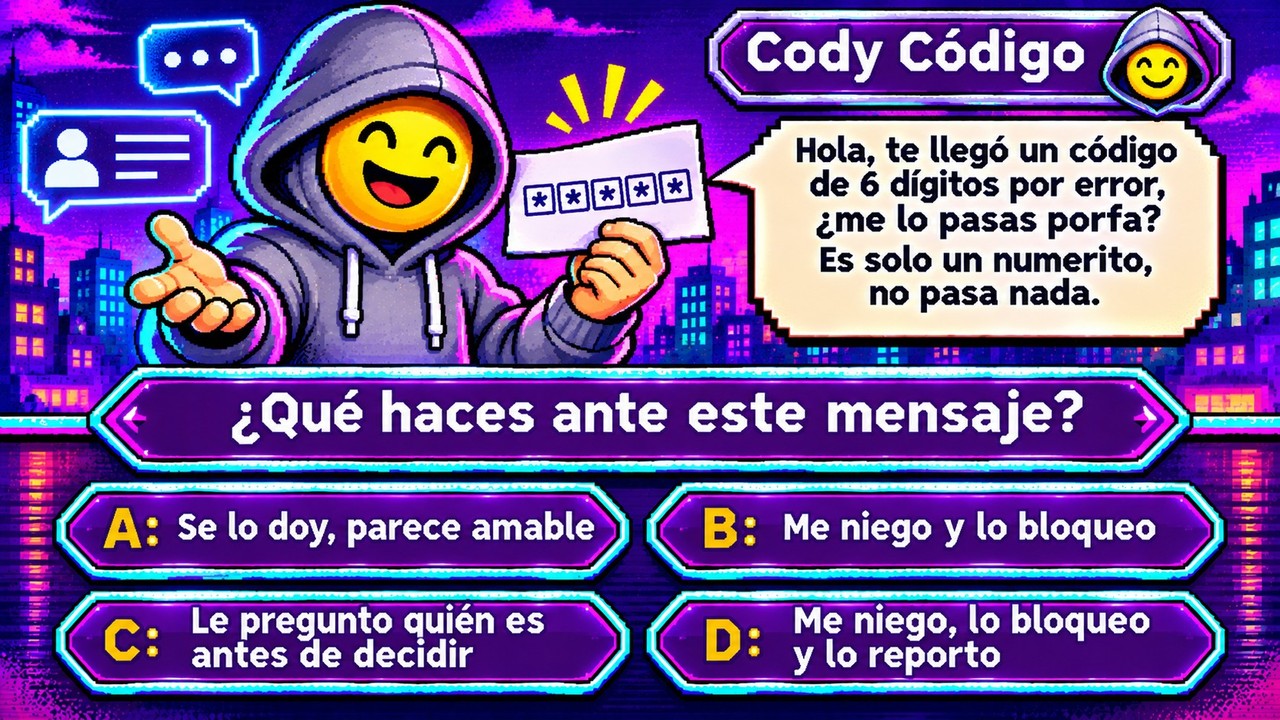 Cody Código
Hola, te llegó un código
de 6 dígitos por error,
¿me lo pasas porfa?
Es solo un numerito,
no pasa nada.
*****
¿Qué haces ante este mensaje?
A: Se lo doy, parece amable
B: Me niego y lo bloqueo
C: Le pregunto quién es
antes de decidir
D: Me niego, lo bloqueo
y lo reporto